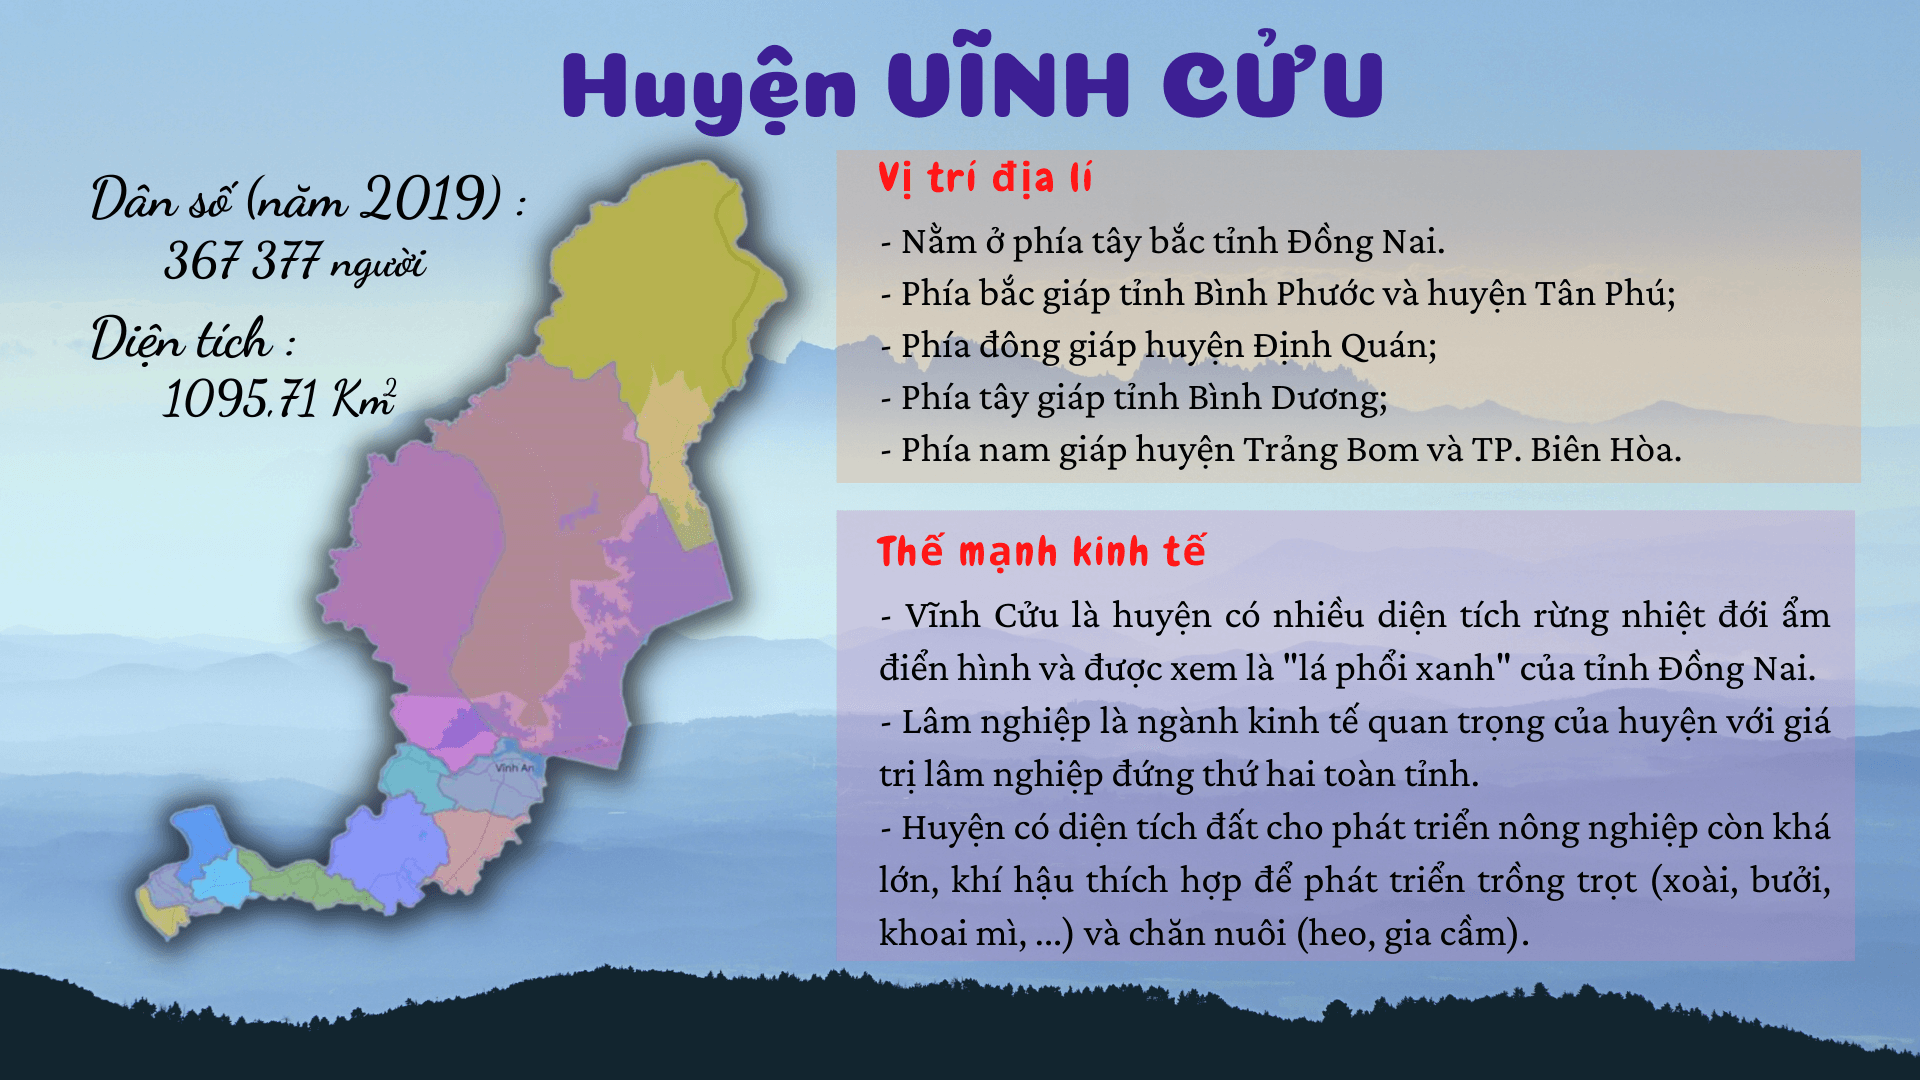 Huyện VĨNH CỬU
Dân số (năm 2019) :
367 377 người
Diện tích :
1095,71 Km²
Vĩnh An
Vị trí địa lí
- Nằm ở phía tây bắc tỉnh Đồng Nai.
- Phía bắc giáp tỉnh Bình Phước và huyện Tân Phú;
- Phía đông giáp huyện Định Quán;
- Phía tây giáp tỉnh Bình Dương;
- Phía nam giáp huyện Trảng Bom và TP. Biên Hòa.
Thế mạnh kinh tế
- Vĩnh Cửu là huyện có nhiều diện tích rừng nhiệt đới ẩm
điển hình và được xem là "lá phổi xanh" của tỉnh Đồng Nai.
- Lâm nghiệp là ngành kinh tế quan trọng của huyện với giá
trị lâm nghiệp đứng thứ hai toàn tỉnh.
- Huyện có diện tích đất cho phát triển nông nghiệp còn khá
lớn, khí hậu thích hợp để phát triển trồng trọt (xoài, bưởi,
khoai mì, ...) và chăn nuôi (heo, gia cầm).